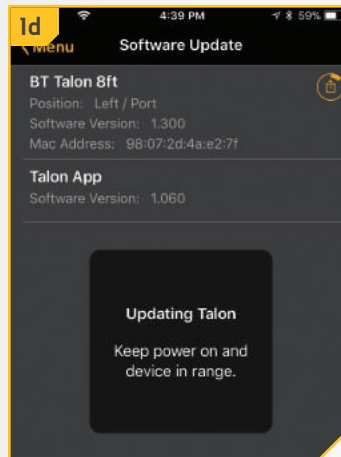 1d
4:39 PM
59%
Menu
Software Update
BT Talon 8ft
Position: Left / Port
Software Version: 1.300
Mac Address: 98:07:2d:4a:e2:7f
Talon App
Software Version: 1.060
Updating Talon
Keep power on and
device in range.